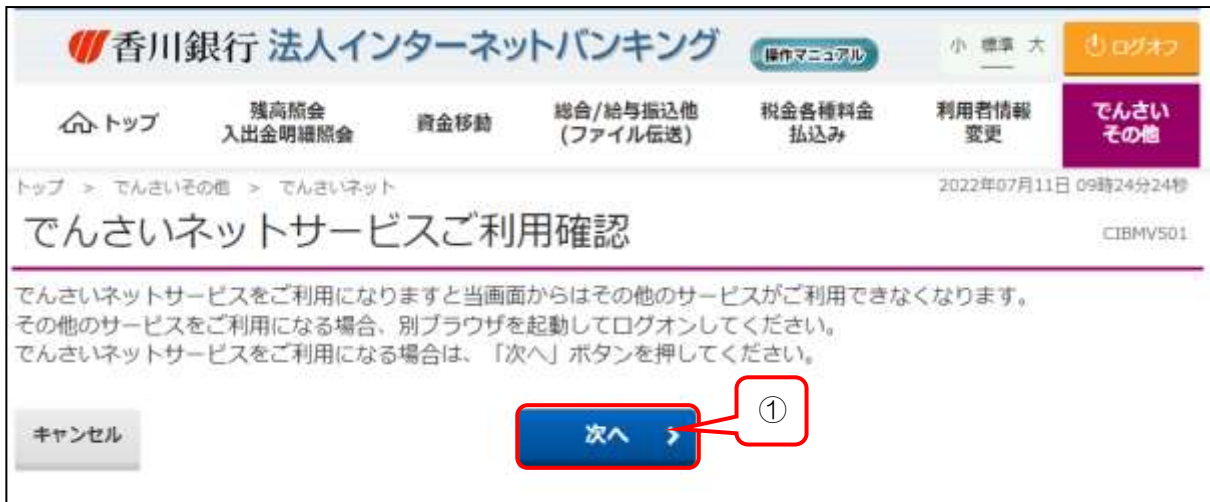 香川銀行 法人インターネットバンキング 操作マニュアル 小 標準 大 ログオフ
トップ 残高照会 入出金明細照会 資金移動 総合/給与振込他 (ファイル伝送) 税金各種料金 払込み 利用者情報 変更 でんさい その他
トップ > でんさいその他 > でんさいネット 2022年07月11日 09時24分24秒
でんさいネットサービスご利用確認 CIBMV501
でんさいネットサービスをご利用になりますと当画面からはその他のサービスがご利用できなくなります。
その他のサービスをご利用になる場合、別ブラウザを起動してログオンしてください。
でんさいネットサービスをご利用になる場合は、「次へ」ボタンを押してください。
キャンセル 次へ ①